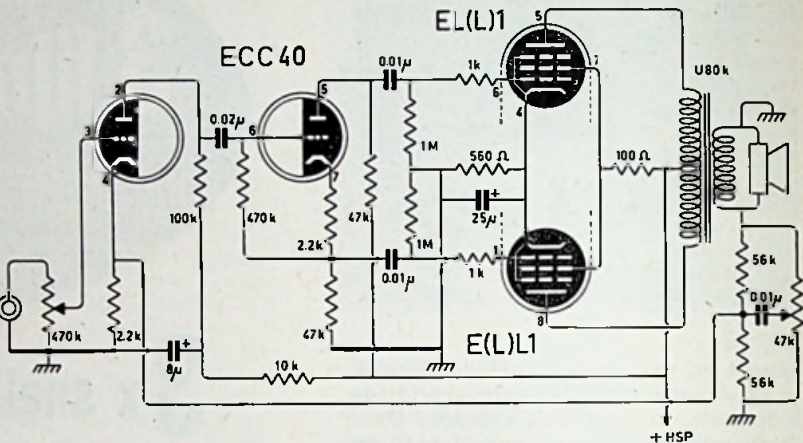 EL(L)1
ECC40
5
7
U80k
2
0.01µ
1k
6
5
4
3
0.02µ
6
1M
560 Ω
100 Ω
4
7
25µ
+
100k
470k
47k
2.2k
1M
1
56k
0.01µ
1k
0.01µ
470k
2.2k
47k
8
47k
8µ
+
10k
E(L)L1
56k
+ HSP